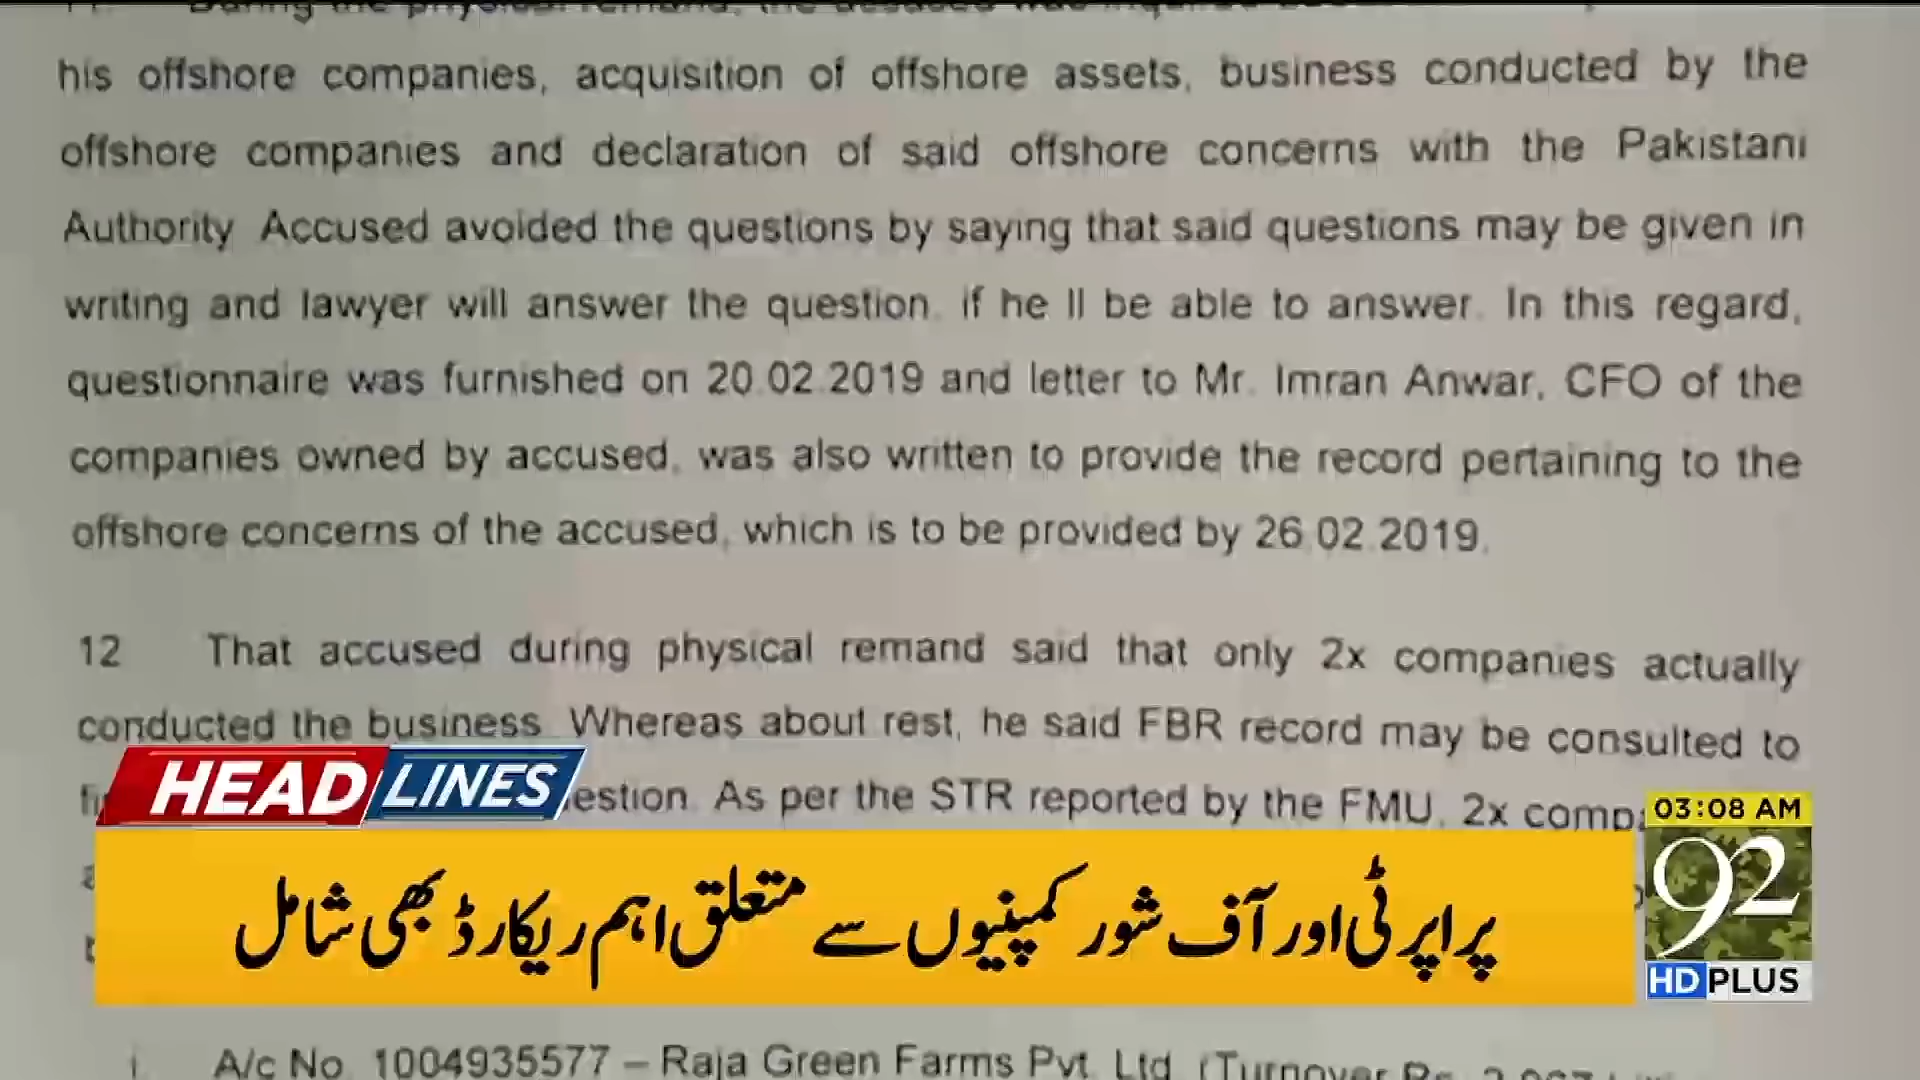 his offshore companies, acquisition of offshore assets, business conducted by the
offshore companies and declaration of said offshore concerns with the Pakistani
Authority Accused avoided the questions by saying that said questions may be given in
writing and lawyer will answer the question. if he ll be able to answer. In this regard,
questionnaire was furnished on 20.02.2019 and letter to Mr. Imran Anwar, CFO of the
companies owned by accused, was also written to provide the record pertaining to the
offshore concerns of the accused, which is to be provided by 26.02.2019.
12 That accused during physical remand said that only 2x companies actually
conducted the business. Whereas about rest, he said FBR record may be consulted to
As per the STR reported by the FMU, 2x
HEADLINES
03:08 AM
پراپرٹی اور آف شور کمپنیوں سے متعلق اہم ریکارڈ بھی شامل
92
HD PLUS
i. A/c No. 1004935577 – Raja Green Farms Pvt. Ltd. (Turnover Rs.